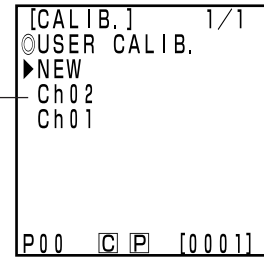 [CALIB.] 1/1
◎USER CALIB.
▶NEW
Ch02
Ch01
P00 C P [0001]